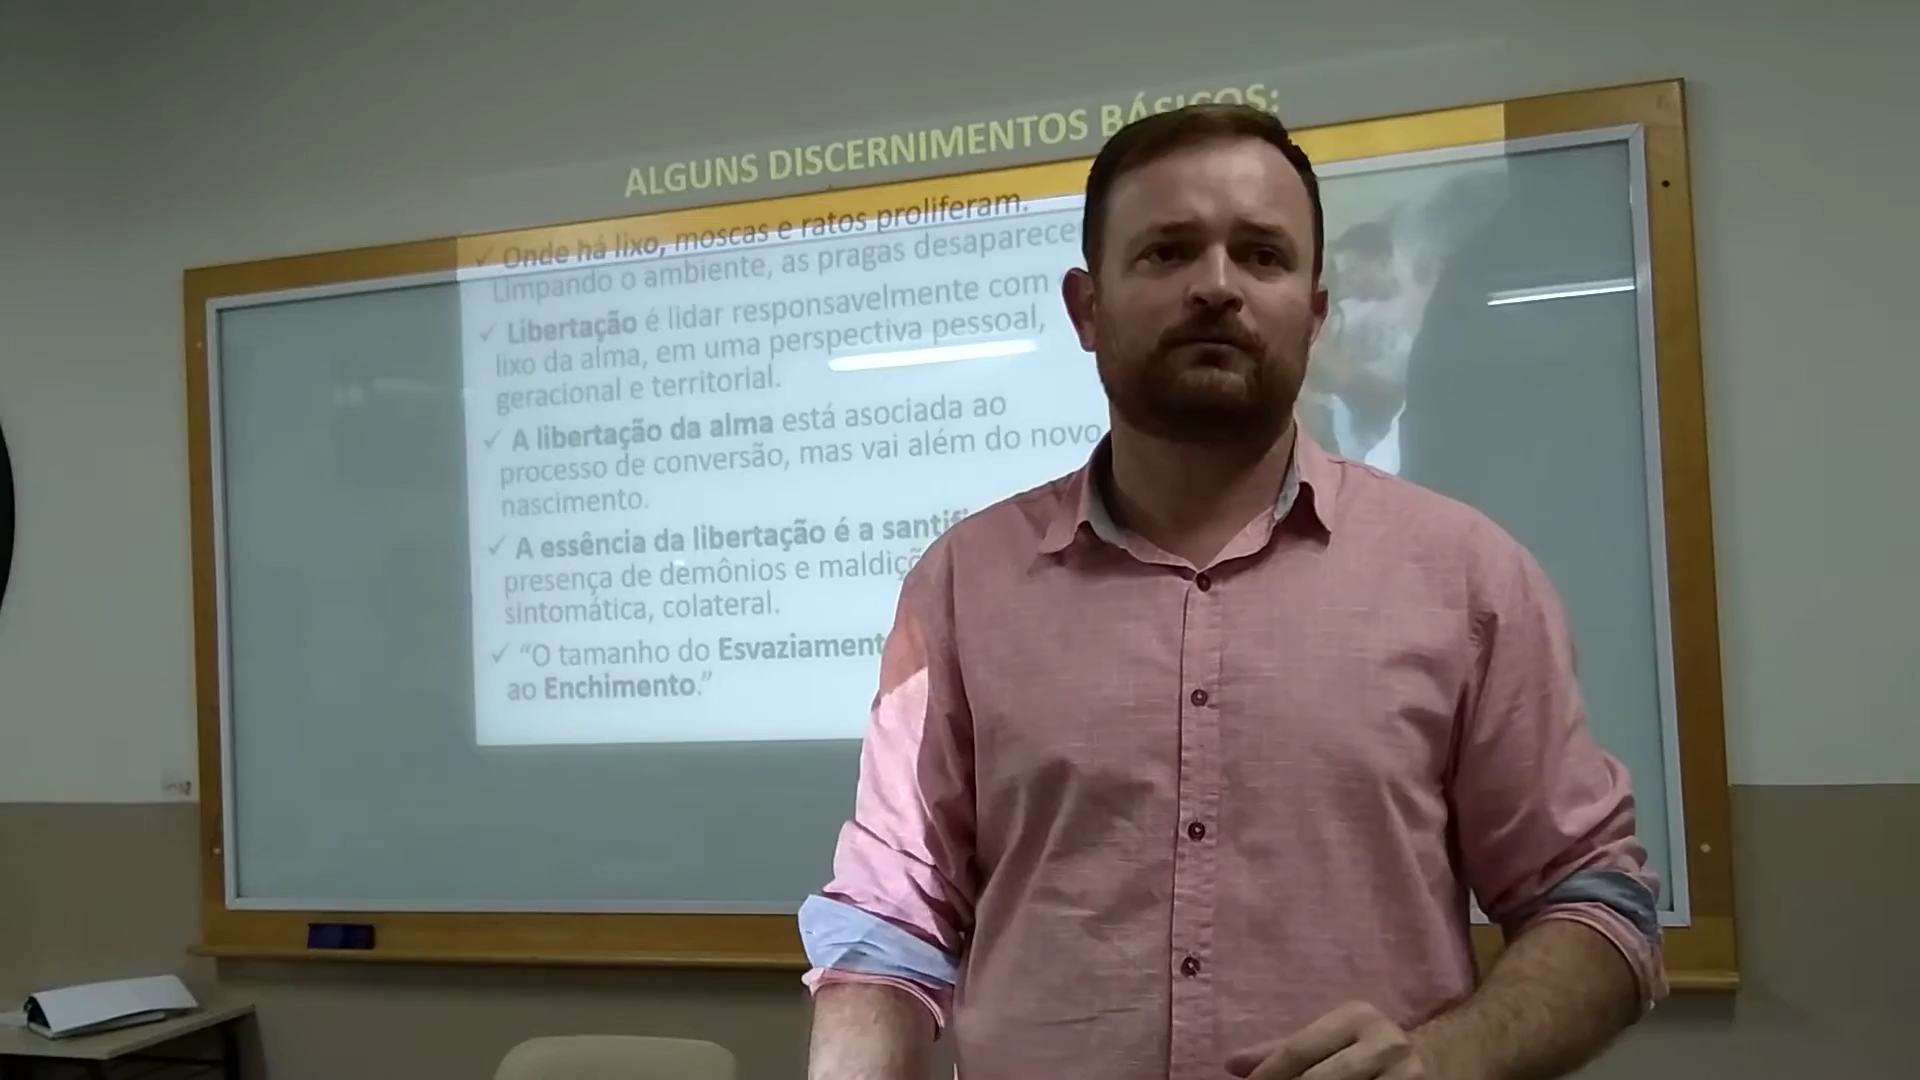 ALGUNS DISCERNIMENTOS BÁSICOS:
✓ Onde há lixo, moscas e ratos proliferam.
Limpando o ambiente, as pragas desaparece
✓ Libertação é lidar responsavelmente com
lixo da alma, em uma perspectiva pessoal,
geracional e territorial.
✓ A libertação da alma está asociada ao
processo de conversão, mas vai além do novo
nascimento.
✓ A essência da libertação é a santifi
presença de demônios e maldiçõ
sintomática, colateral.
✓ “O tamanho do Esvaziament
ao Enchimento.”